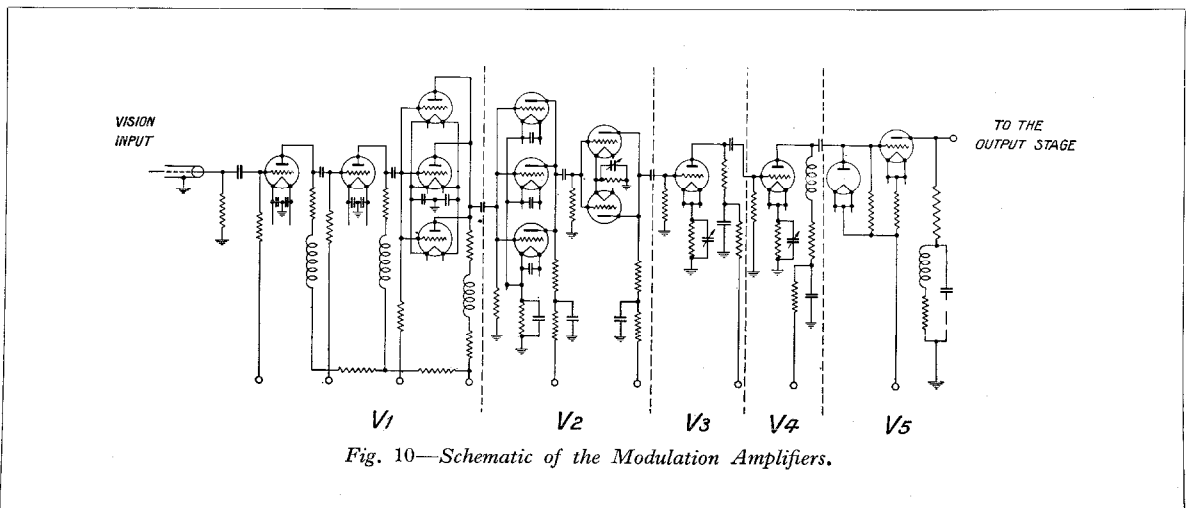 VISION
INPUT
TO THE
OUTPUT STAGE
V1
V2
V3
V4
V5
Fig. 10—Schematic of the Modulation Amplifiers.